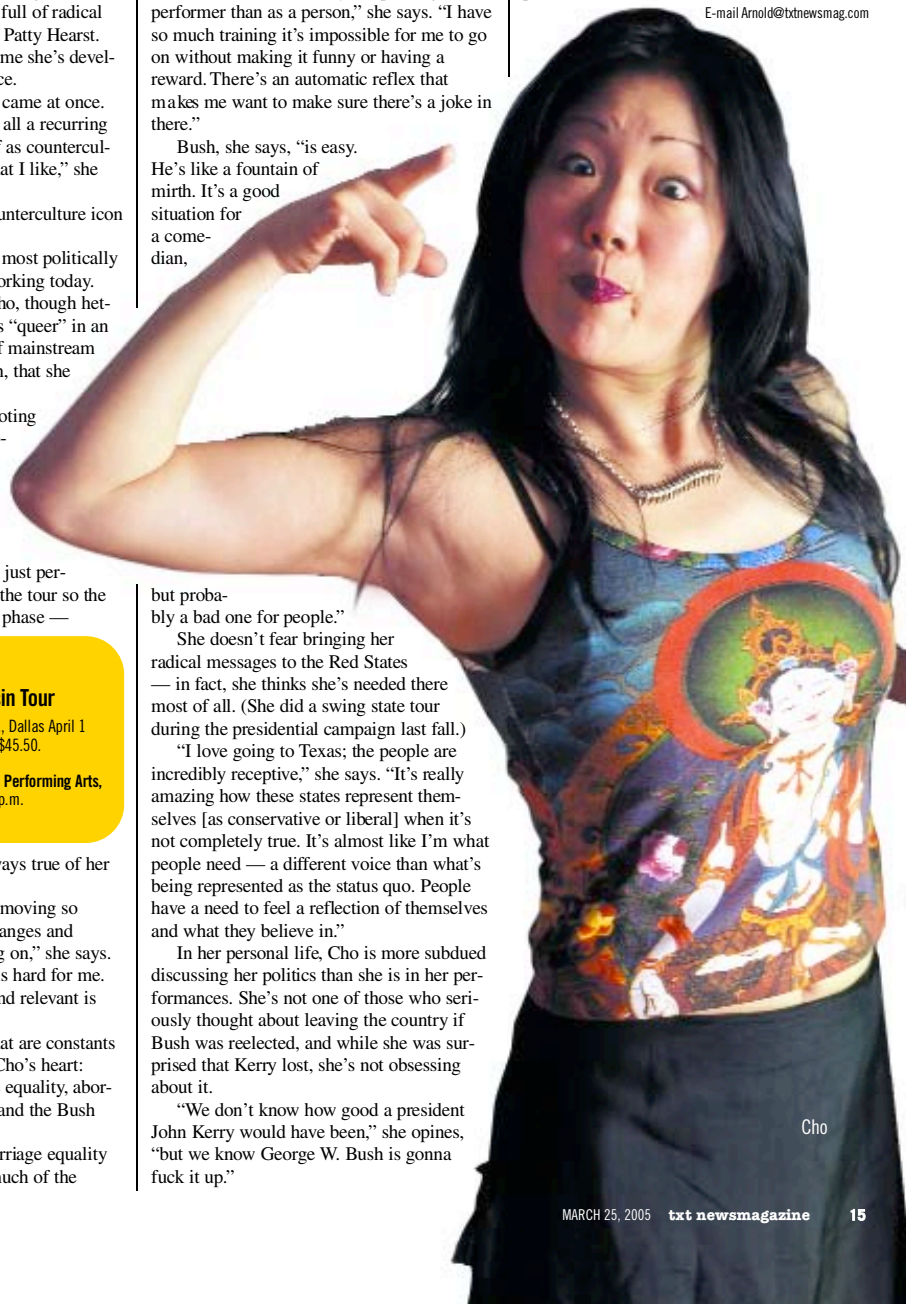 full of radical
Patty Hearst.
me she’s devel-
ce.
came at once.
all a recurring
f as countercul-
at I like,” she
unterculture icon
most politically
orking today.
ho, though het-
s “queer” in an
f mainstream
n, that she
oting
-
just per-
the tour so the
phase —
sin Tour
, Dallas April 1
$45.50.
Performing Arts,
p.m.
ways true of her
moving so
anges and
g on,” she says.
s hard for me.
nd relevant is
hat are constants
Cho’s heart:
equality, abor-
and the Bush
rriage equality
much of the
performer than as a person,” she says. “I have
so much training it’s impossible for me to go
on without making it funny or having a
reward. There’s an automatic reflex that
makes me want to make sure there’s a joke in
there.”
Bush, she says, “is easy.
He’s like a fountain of
mirth. It’s a good
situation for
a come-
dian,
but proba-
bly a bad one for people.”
She doesn’t fear bringing her
radical messages to the Red States
— in fact, she thinks she’s needed there
most of all. (She did a swing state tour
during the presidential campaign last fall.)
“I love going to Texas; the people are
incredibly receptive,” she says. “It’s really
amazing how these states represent them-
selves [as conservative or liberal] when it’s
not completely true. It’s almost like I’m what
people need — a different voice than what’s
being represented as the status quo. People
have a need to feel a reflection of themselves
and what they believe in.”
In her personal life, Cho is more subdued
discussing her politics than she is in her per-
formances. She’s not one of those who seri-
ously thought about leaving the country if
Bush was reelected, and while she was sur-
prised that Kerry lost, she’s not obsessing
about it.
“We don’t know how good a president
John Kerry would have been,” she opines,
“but we know George W. Bush is gonna
fuck it up.”
E-mail Arnold@txtnewsmag.com
Cho
MARCH 25, 2005 txt newsmagazine 15